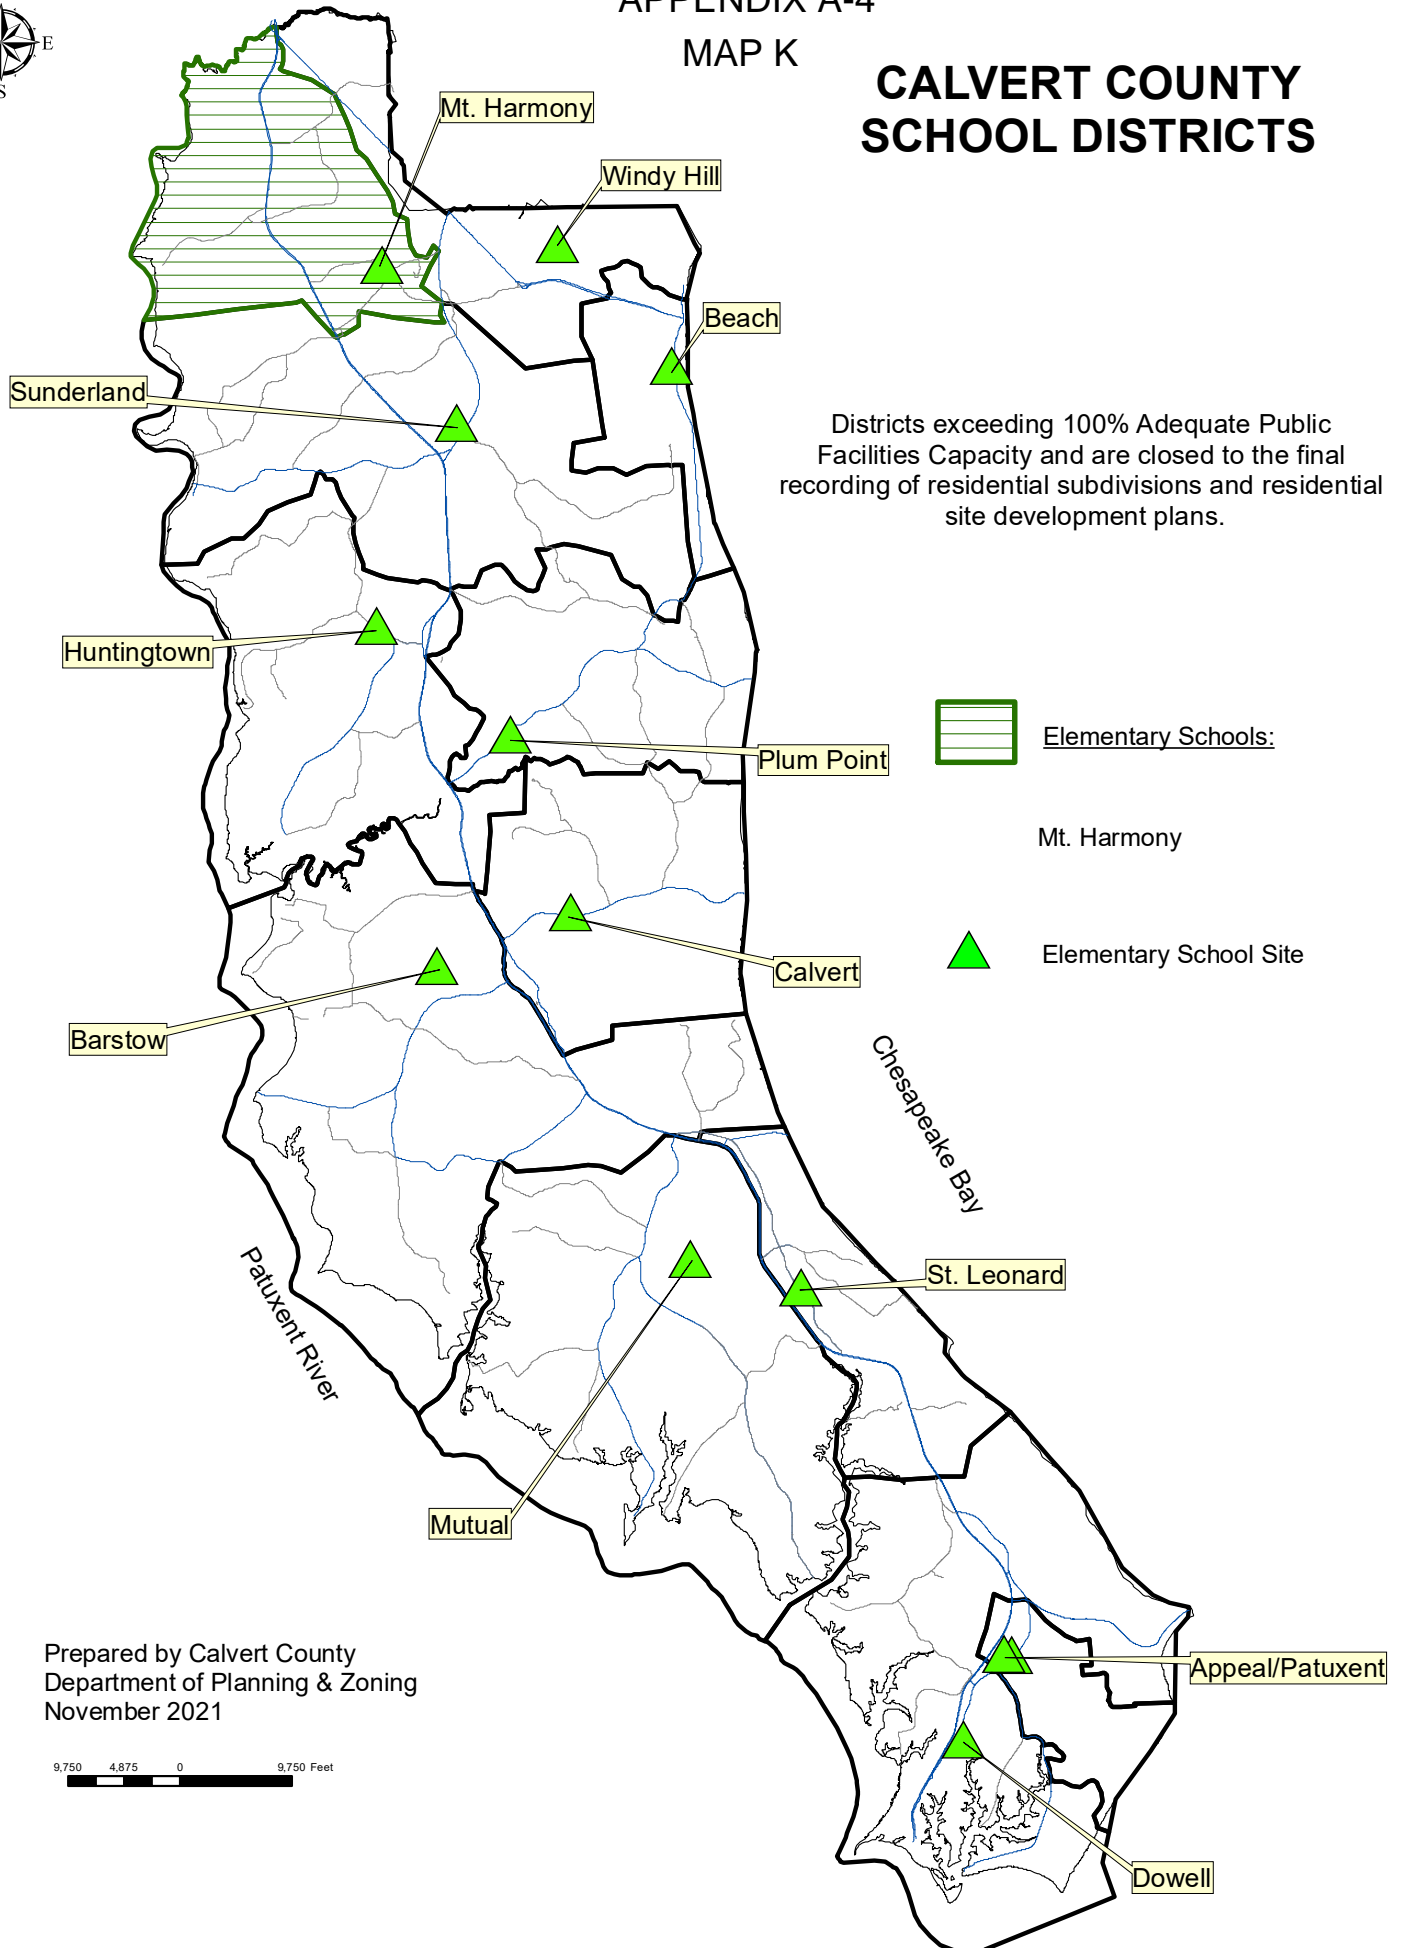 APPENDIX A-4
MAP K
CALVERT COUNTY
SCHOOL DISTRICTS
E
S
Mt. Harmony
Windy Hill
Beach
Sunderland
Districts exceeding 100% Adequate Public
Facilities Capacity and are closed to the final
recording of residential subdivisions and residential
site development plans.
Huntingtown
Plum Point
Elementary Schools:
Mt. Harmony
Calvert
Elementary School Site
Barstow
Chesapeake Bay
Patuxent River
St. Leonard
Mutual
Prepared by Calvert County
Department of Planning & Zoning
November 2021
Appeal/Patuxent
9,750 4,875 0 9,750 Feet
Dowell